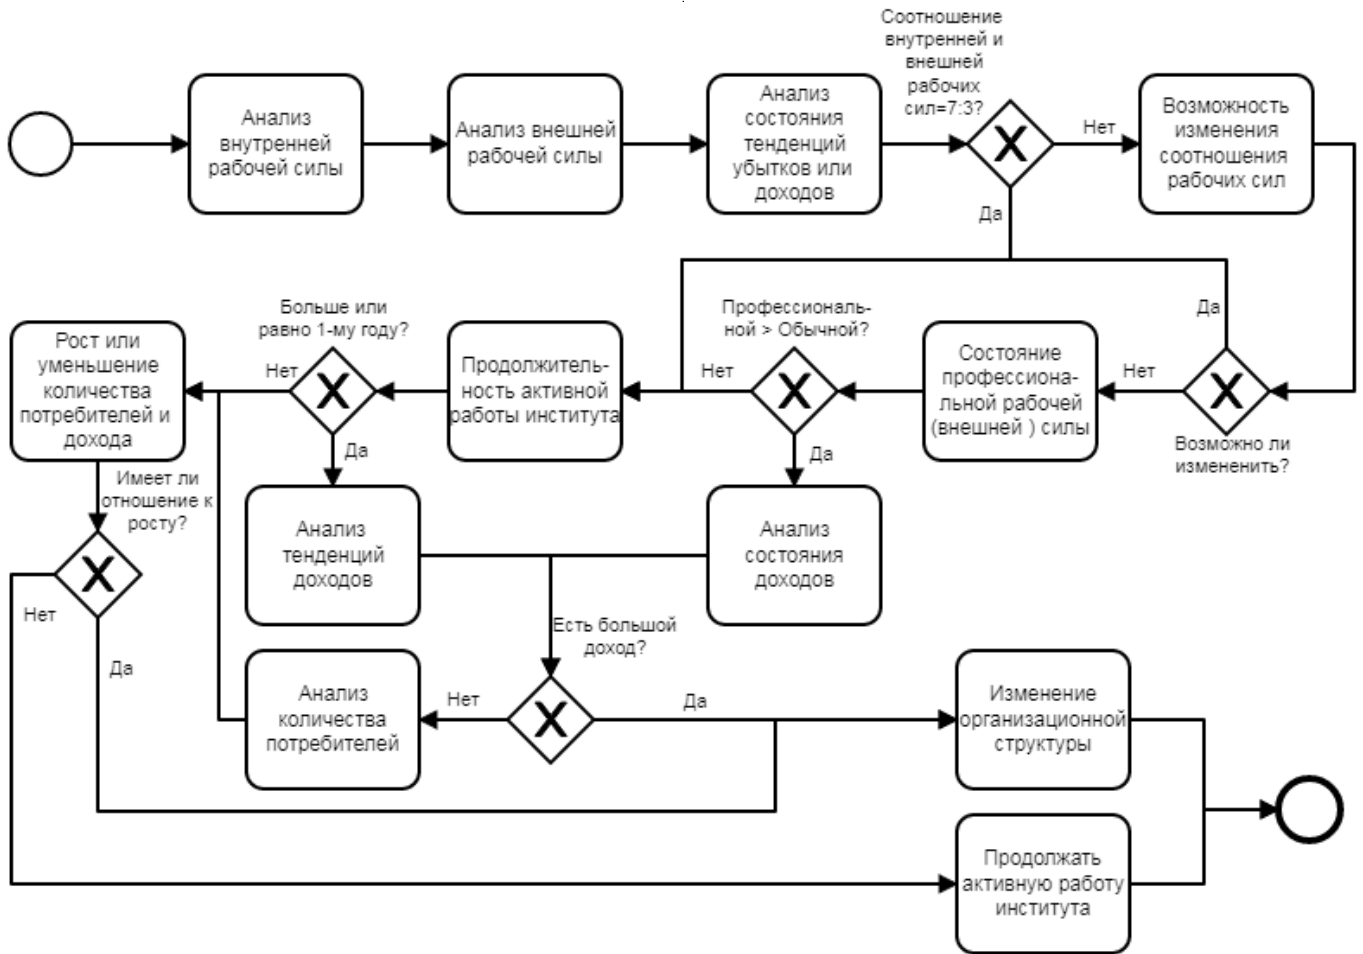 Соотношение
внутренней и
внешней
рабочих
сил=7:3?
Анализ
внутренней
рабочей силы
Анализ внешней
рабочей силы
Анализ
состояния
тенденций
убытков или
доходов
Нет
Возможность
изменения
соотношения
рабочих сил
Да
Рост или
уменьшение
количества
потребителей и
дохода
Больше или
равно 1-му году?
Нет
Да
Продолжитель-
ность активной
работы института
Профессиональ-
ной > Обычной?
Нет
Да
Состояние
профессиона-
льной рабочей
(внешней ) силы
Нет
Да
Возможно ли
измененить?
Имеет ли
отношение к
росту?
Нет
Да
Анализ
тенденций
доходов
Анализ
состояния
доходов
Есть большой
доход?
Анализ
количества
потребителей
Нет
Да
Изменение
организационной
структуры
Продолжать
активную работу
института